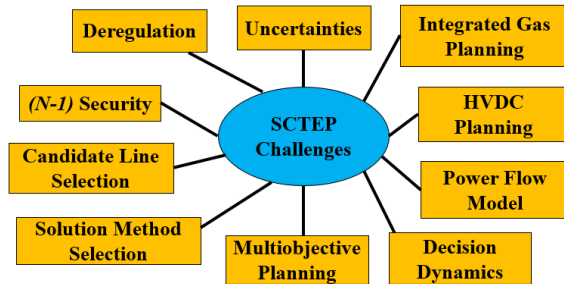 Deregulation
Uncertainties
Integrated Gas
Planning
(N-1) Security
SCTEP
Challenges
HVDC
Planning
Candidate Line
Selection
Power Flow
Model
Solution Method
Selection
Multiobjective
Planning
Decision
Dynamics